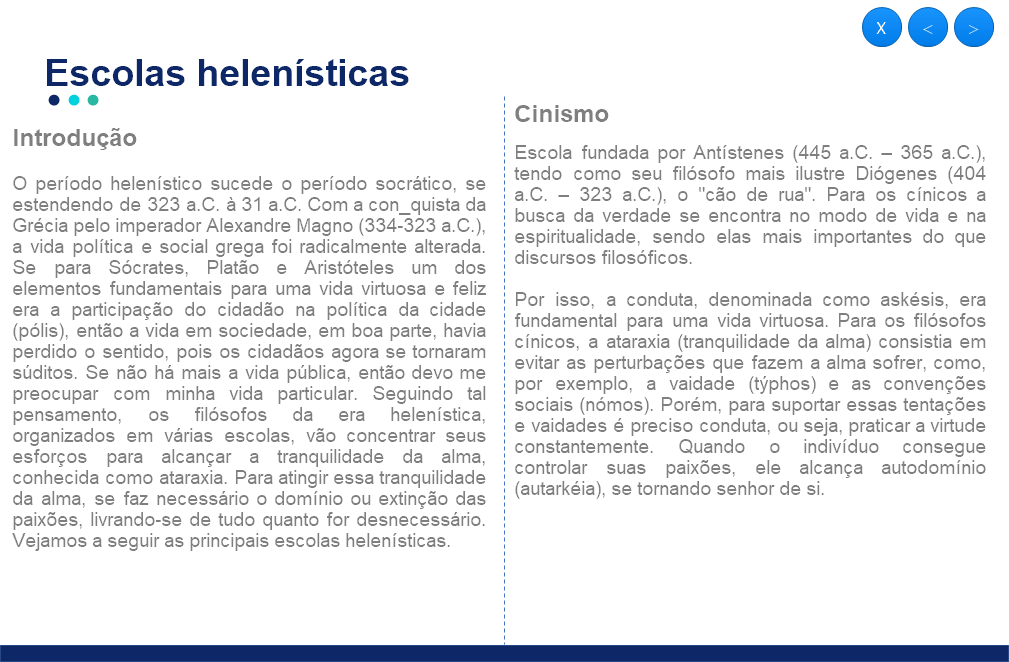 X < >
Escolas helenísticas
Introdução
O período helenístico sucede o período socrático, se
estendendo de 323 a.C. à 31 a.C. Com a con_quista da
Grécia pelo imperador Alexandre Magno (334-323 a.C.),
a vida política e social grega foi radicalmente alterada.
Se para Sócrates, Platão e Aristóteles um dos
elementos fundamentais para uma vida virtuosa e feliz
era a participação do cidadão na política da cidade
(pólis), então a vida em sociedade, em boa parte, havia
perdido o sentido, pois os cidadãos agora se tornaram
súditos. Se não há mais a vida pública, então devo me
preocupar com minha vida particular. Seguindo tal
pensamento, os filósofos da era helenística,
organizados em várias escolas, vão concentrar seus
esforços para alcançar a tranquilidade da alma,
conhecida como ataraxia. Para atingir essa tranquilidade
da alma, se faz necessário o domínio ou extinção das
paixões, livrando-se de tudo quanto for desnecessário.
Vejamos a seguir as principais escolas helenísticas.
Cinismo
Escola fundada por Antístenes (445 a.C. – 365 a.C.),
tendo como seu filósofo mais ilustre Diógenes (404
a.C. – 323 a.C.), o "cão de rua". Para os cínicos a
busca da verdade se encontra no modo de vida e na
espiritualidade, sendo elas mais importantes do que
discursos filosóficos.
Por isso, a conduta, denominada como askésis, era
fundamental para uma vida virtuosa. Para os filósofos
cínicos, a ataraxia (tranquilidade da alma) consistia em
evitar as perturbações que fazem a alma sofrer, como,
por exemplo, a vaidade (týphos) e as convenções
sociais (nómos). Porém, para suportar essas tentações
e vaidades é preciso conduta, ou seja, praticar a virtude
constantemente. Quando o indivíduo consegue
controlar suas paixões, ele alcança autodomínio
(autarkéia), se tornando senhor de si.